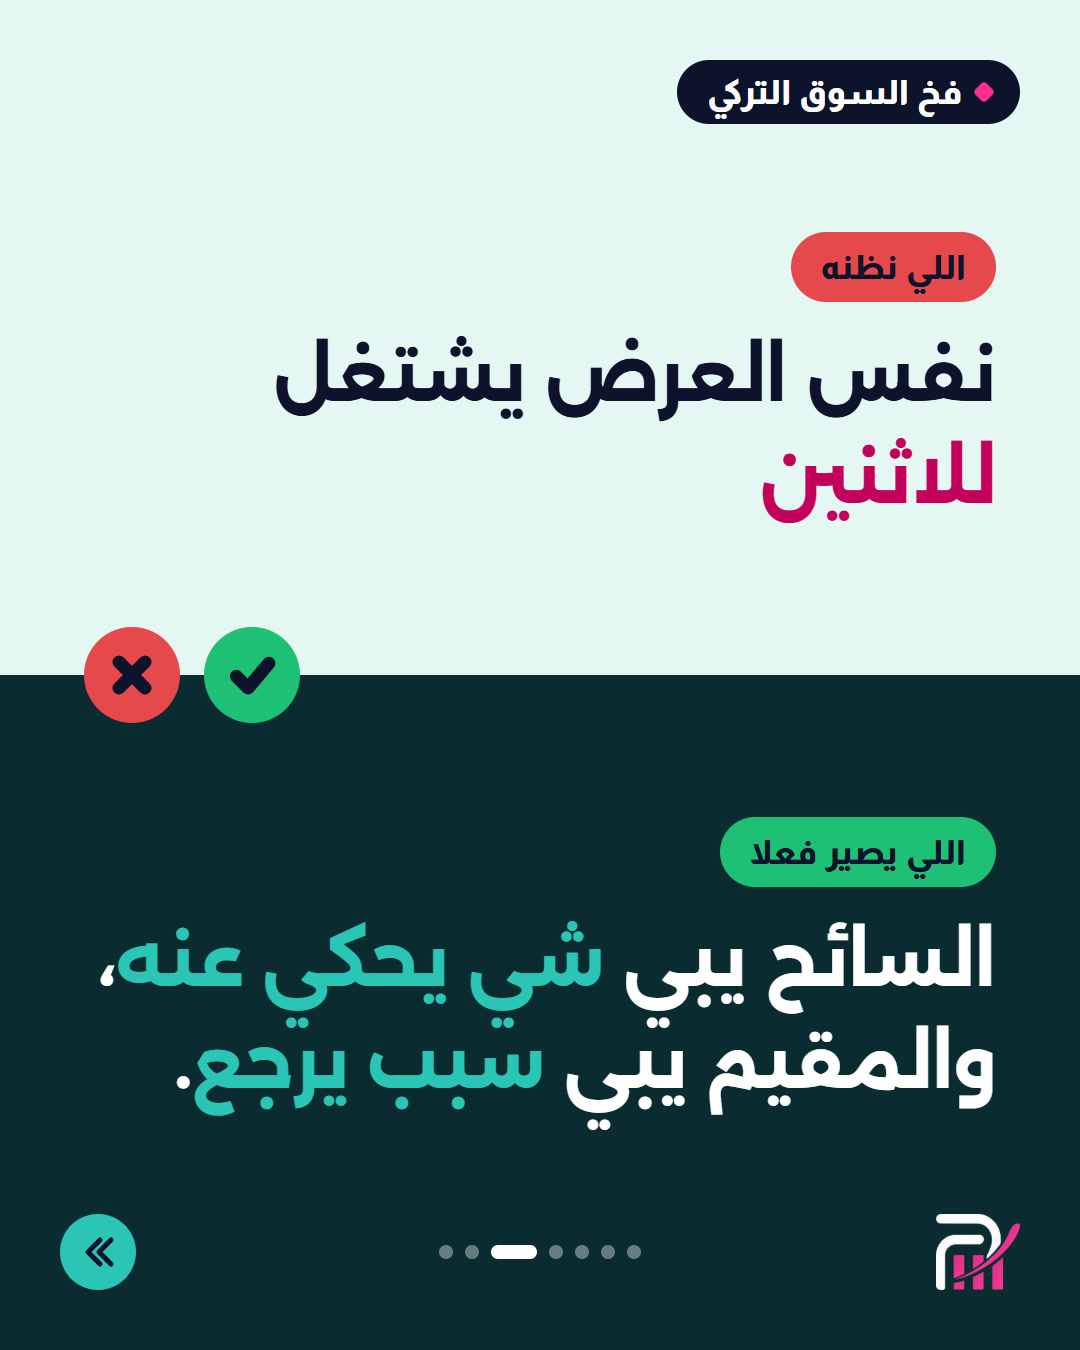 فخ السوق التركي
اللي نظنه
نفس العرض يشتغل
للاثنين
اللي يصير فعلا
السائح يبي شي يحكي عنه،
والمقيم يبي سبب يرجع.